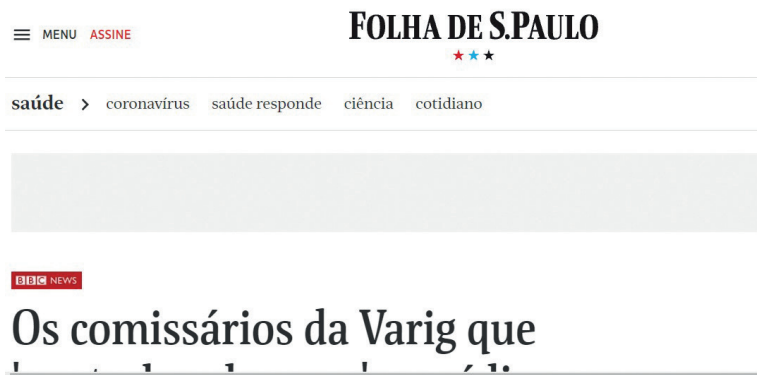 MENU ASSINE
FOLHA DE S.PAULO
saúde > coronavírus saúde responde ciência cotidiano
BBC NEWS
Os comissários da Varig que